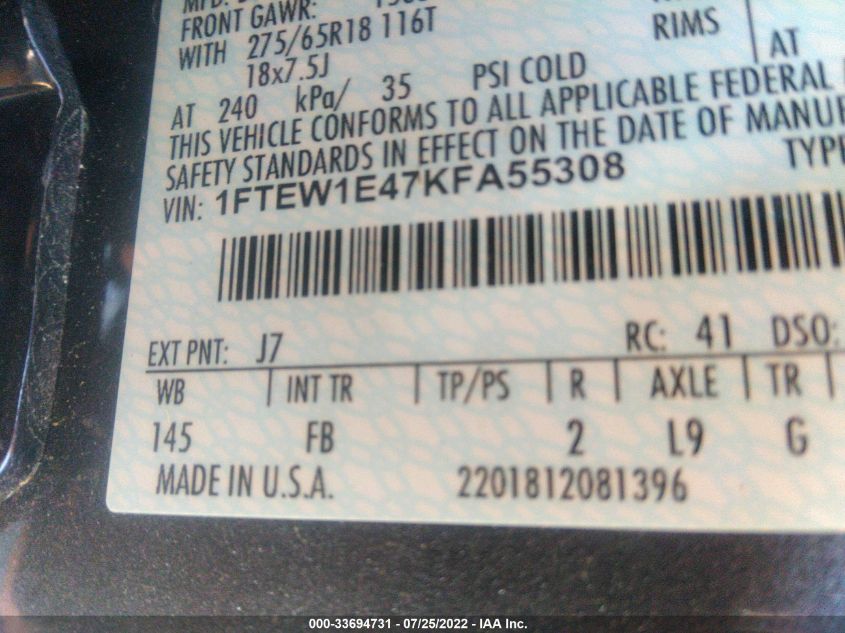 FRONT GAWR:
WITH 275/65R18 116T RIMS
18x7.5J AT
AT 240 kPa/ 35 PSI COLD
THIS VEHICLE CONFORMS TO ALL APPLICABLE FEDERAL
SAFETY STANDARDS IN EFFECT ON THE DATE OF MANUF
VIN: 1FTEW1E47KFA55308 TYPE
EXT PNT: J7 RC: 41 DSO:
WB INT TR TP/PS R AXLE TR
145 FB 2 L9 G
MADE IN U.S.A. 2201812081396
000-33694731 - 07/25/2022 - IAA Inc.